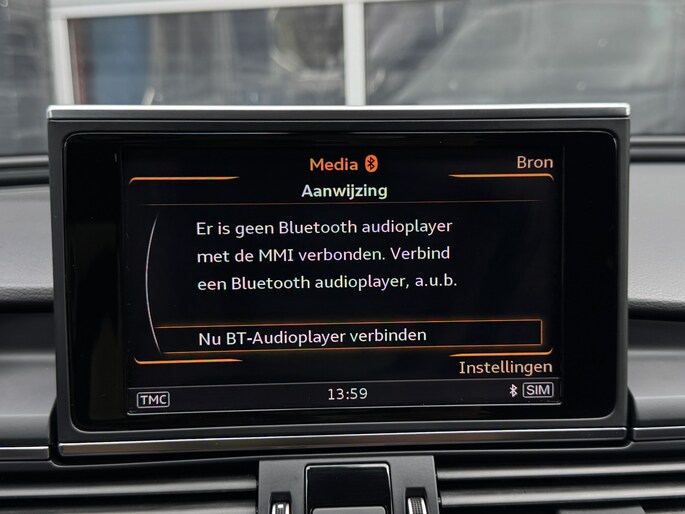 Media
Bron
Aanwijzing
Er is geen Bluetooth audioplayer
met de MMI verbonden. Verbind
een Bluetooth audioplayer, a.u.b.
Nu BT-Audioplayer verbinden
Instellingen
TMC
13:59
SIM